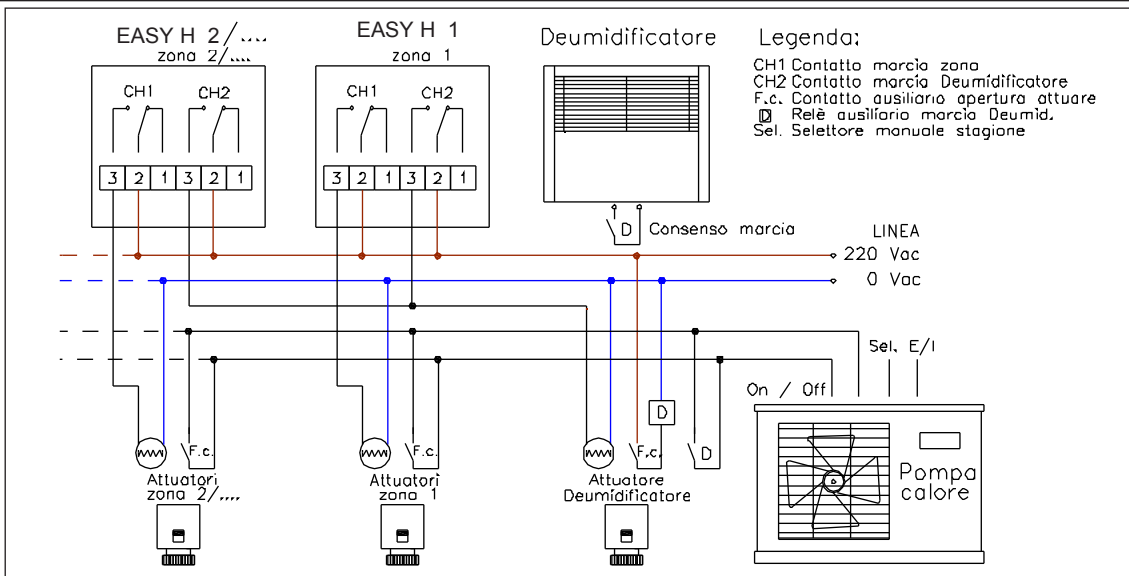 EASY H 2/....
zona 2/....
EASY H 1
zona 1
Deumidificatore
Legenda:
CH1 Contatto marcia zona
CH2 Contatto marcia Deumidificatore
F.c. Contatto ausiliario apertura attuare
D Relè ausiliario marcia Deumid.
Sel. Selettore manuale stagione
CH1 CH2
CH1 CH2
3 2 1 3 2 1
3 2 1 3 2 1
D Consenso marcia
LINEA
220 Vac
0 Vac
Sel. E/I
On / Off
D
F.c.
F.c.
F.c.
D
Attuatori
zona 2/....
Attuatori
zona 1
Attuatore
Deumidificatore
Pompa
calore